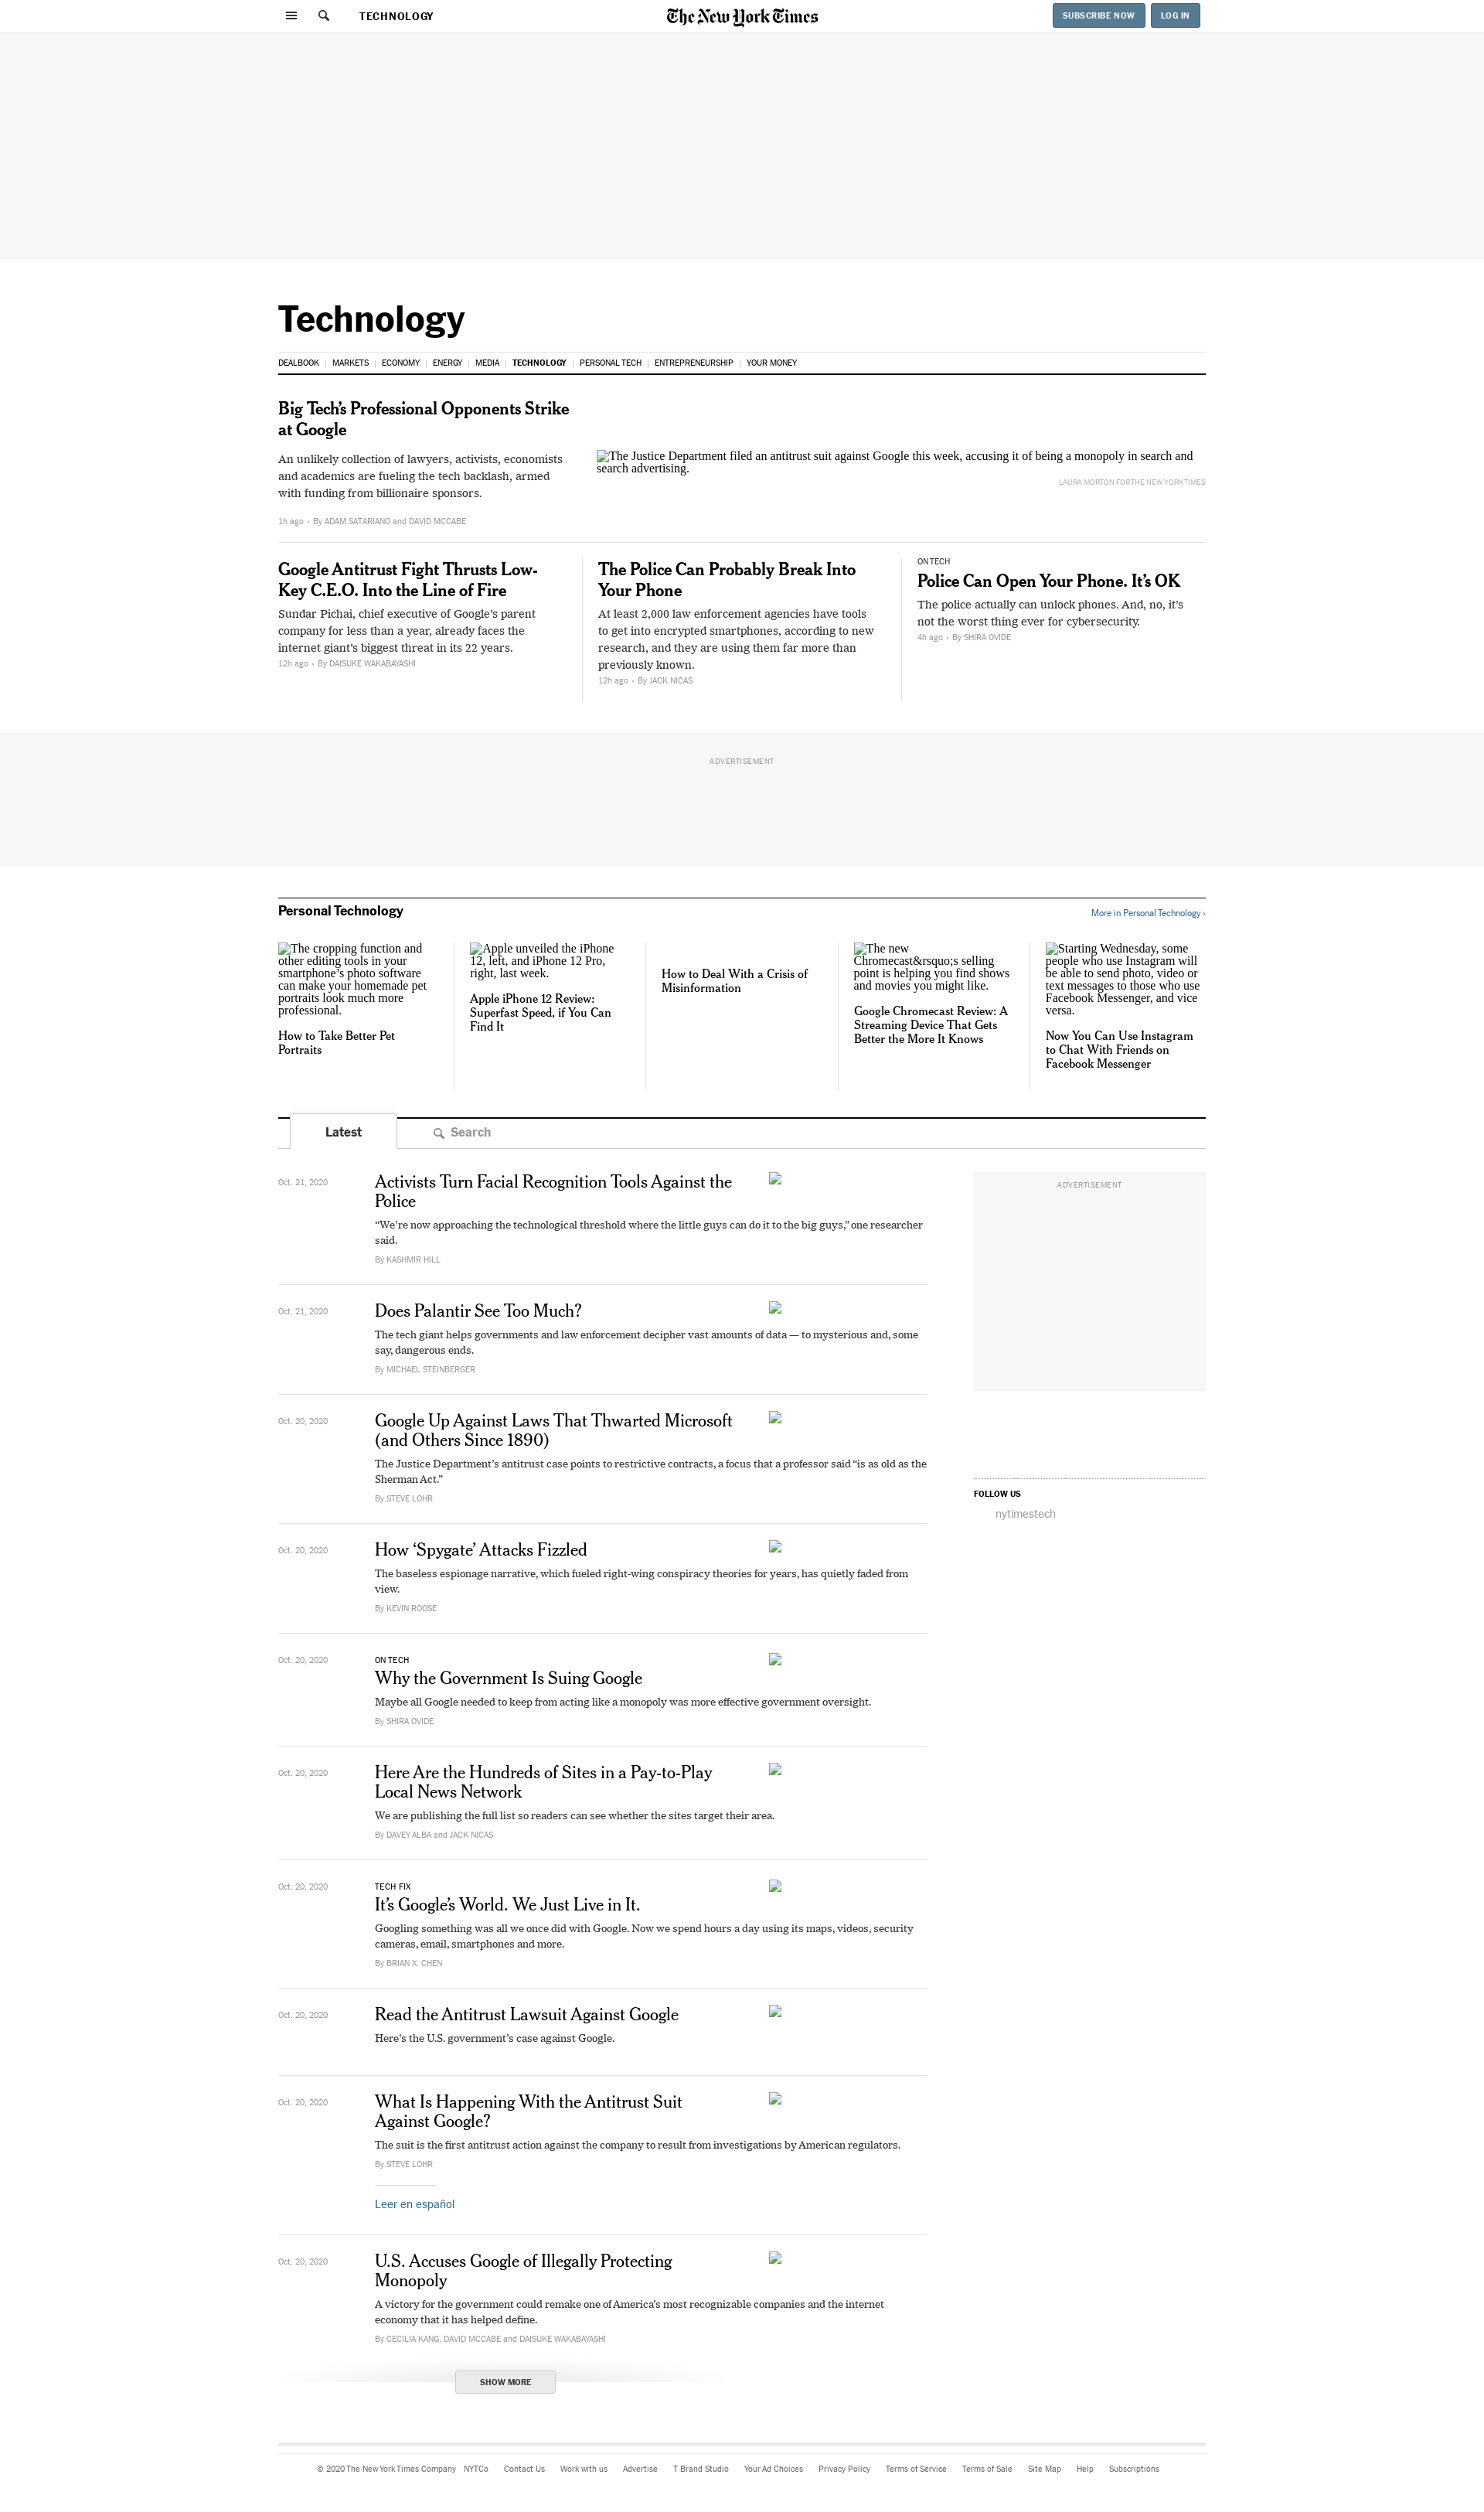 TECHNOLOGY
The New York Times
SUBSCRIBE NOW
LOG IN
Technology
DEALBOOK | MARKETS | ECONOMY | ENERGY | MEDIA | TECHNOLOGY | PERSONAL TECH | ENTREPRENEURSHIP | YOUR MONEY
Big Tech's Professional Opponents Strike
at Google
An unlikely collection of lawyers, activists, economists
and academics are fueling the tech backlash, armed
with funding from billionaire sponsors.
1h ago • By ADAM SATARIANO and DAVID MCCABE
The Justice Department filed an antitrust suit against Google this week, accusing it of being a monopoly in search and
search advertising.
LAURA MORTON FOR THE NEW YORK TIMES
Google Antitrust Fight Thrusts Low-
Key C.E.O. Into the Line of Fire
Sundar Pichai, chief executive of Google's parent
company for less than a year, already faces the
internet giant's biggest threat in its 22 years.
12h ago • By DAISUKE WAKABAYASHI
The Police Can Probably Break Into
Your Phone
At least 2,000 law enforcement agencies have tools
to get into encrypted smartphones, according to new
research, and they are using them far more than
previously known.
12h ago • By JACK NICAS
ON TECH
Police Can Open Your Phone. It's OK
The police actually can unlock phones. And, no, it's
not the worst thing ever for cybersecurity.
4h ago • By SHIRA OVIDE
ADVERTISEMENT
Personal Technology
More in Personal Technology ›
The cropping function and
other editing tools in your
smartphone's photo software
can make your homemade pet
portraits look much more
professional.
How to Take Better Pet
Portraits
Apple unveiled the iPhone
12, left, and iPhone 12 Pro,
right, last week.
Apple iPhone 12 Review:
Superfast Speed, if You Can
Find It
How to Deal With a Crisis of
Misinformation
The new
Chromecast&rsquo;s selling
point is helping you find shows
and movies you might like.
Google Chromecast Review: A
Streaming Device That Gets
Better the More It Knows
Starting Wednesday, some
people who use Instagram will
be able to send photo, video or
text messages to those who use
Facebook Messenger, and vice
versa.
Now You Can Use Instagram
to Chat With Friends on
Facebook Messenger
Latest
Search
Oct. 21, 2020
Activists Turn Facial Recognition Tools Against the
Police
“We're now approaching the technological threshold where the little guys can do it to the big guys,” one researcher
said.
By KASHMIR HILL
ADVERTISEMENT
Oct. 21, 2020
Does Palantir See Too Much?
The tech giant helps governments and law enforcement decipher vast amounts of data — to mysterious and, some
say, dangerous ends.
By MICHAEL STEINBERGER
Oct. 20, 2020
Google Up Against Laws That Thwarted Microsoft
(and Others Since 1890)
The Justice Department's antitrust case points to restrictive contracts, a focus that a professor said “is as old as the
Sherman Act.”
By STEVE LOHR
FOLLOW US
nytimestech
Oct. 20, 2020
How ‘Spygate’ Attacks Fizzled
The baseless espionage narrative, which fueled right-wing conspiracy theories for years, has quietly faded from
view.
By KEVIN ROOSE
Oct. 20, 2020
ON TECH
Why the Government Is Suing Google
Maybe all Google needed to keep from acting like a monopoly was more effective government oversight.
By SHIRA OVIDE
Oct. 20, 2020
Here Are the Hundreds of Sites in a Pay-to-Play
Local News Network
We are publishing the full list so readers can see whether the sites target their area.
By DAVEY ALBA and JACK NICAS
Oct. 20, 2020
TECH FIX
It's Google's World. We Just Live in It.
Googling something was all we once did with Google. Now we spend hours a day using its maps, videos, security
cameras, email, smartphones and more.
By BRIAN X. CHEN
Oct. 20, 2020
Read the Antitrust Lawsuit Against Google
Here's the U.S. government's case against Google.
Oct. 20, 2020
What Is Happening With the Antitrust Suit
Against Google?
The suit is the first antitrust action against the company to result from investigations by American regulators.
By STEVE LOHR
Leer en español
Oct. 20, 2020
U.S. Accuses Google of Illegally Protecting
Monopoly
A victory for the government could remake one of America's most recognizable companies and the internet
economy that it has helped define.
By CECILIA KANG, DAVID MCCABE and DAISUKE WAKABAYASHI
SHOW MORE
© 2020 The New York Times Company NYTCo Contact Us Work with us Advertise T Brand Studio Your Ad Choices Privacy Policy Terms of Service Terms of Sale Site Map Help Subscriptions